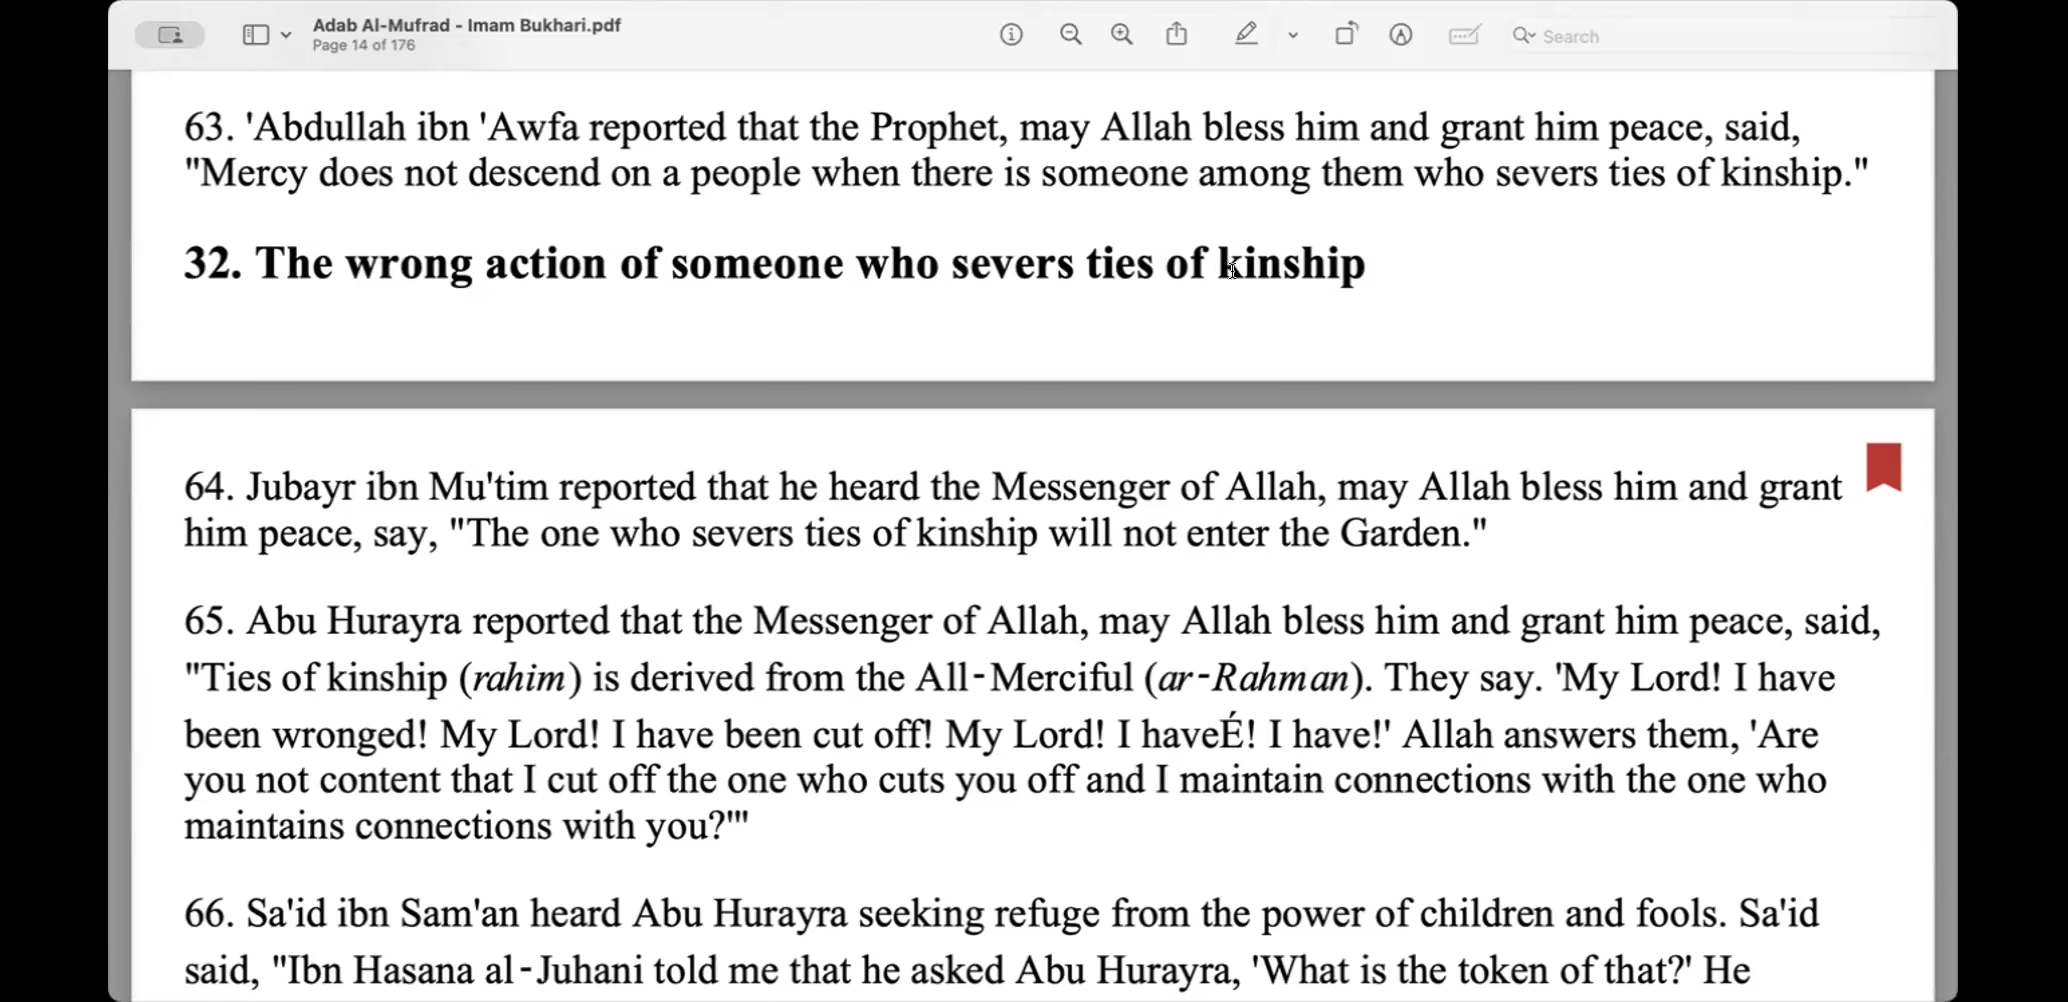 Adab Al-Mufrad - Imam Bukhari.pdf
Page 14 of 176
Search
63. 'Abdullah ibn 'Awfa reported that the Prophet, may Allah bless him and grant him peace, said,
"Mercy does not descend on a people when there is someone among them who severs ties of kinship."
32. The wrong action of someone who severs ties of kinship
64. Jubayr ibn Mu'tim reported that he heard the Messenger of Allah, may Allah bless him and grant
him peace, say, "The one who severs ties of kinship will not enter the Garden."
65. Abu Hurayra reported that the Messenger of Allah, may Allah bless him and grant him peace, said,
"Ties of kinship (rahim) is derived from the All-Merciful (ar-Rahman). They say. 'My Lord! I have
been wronged! My Lord! I have been cut off! My Lord! I haveÉ! I have!' Allah answers them, 'Are
you not content that I cut off the one who cuts you off and I maintain connections with the one who
maintains connections with you?'"
66. Sa'id ibn Sam'an heard Abu Hurayra seeking refuge from the power of children and fools. Sa'id
said, "Ibn Hasana al-Juhani told me that he asked Abu Hurayra, 'What is the token of that?' He